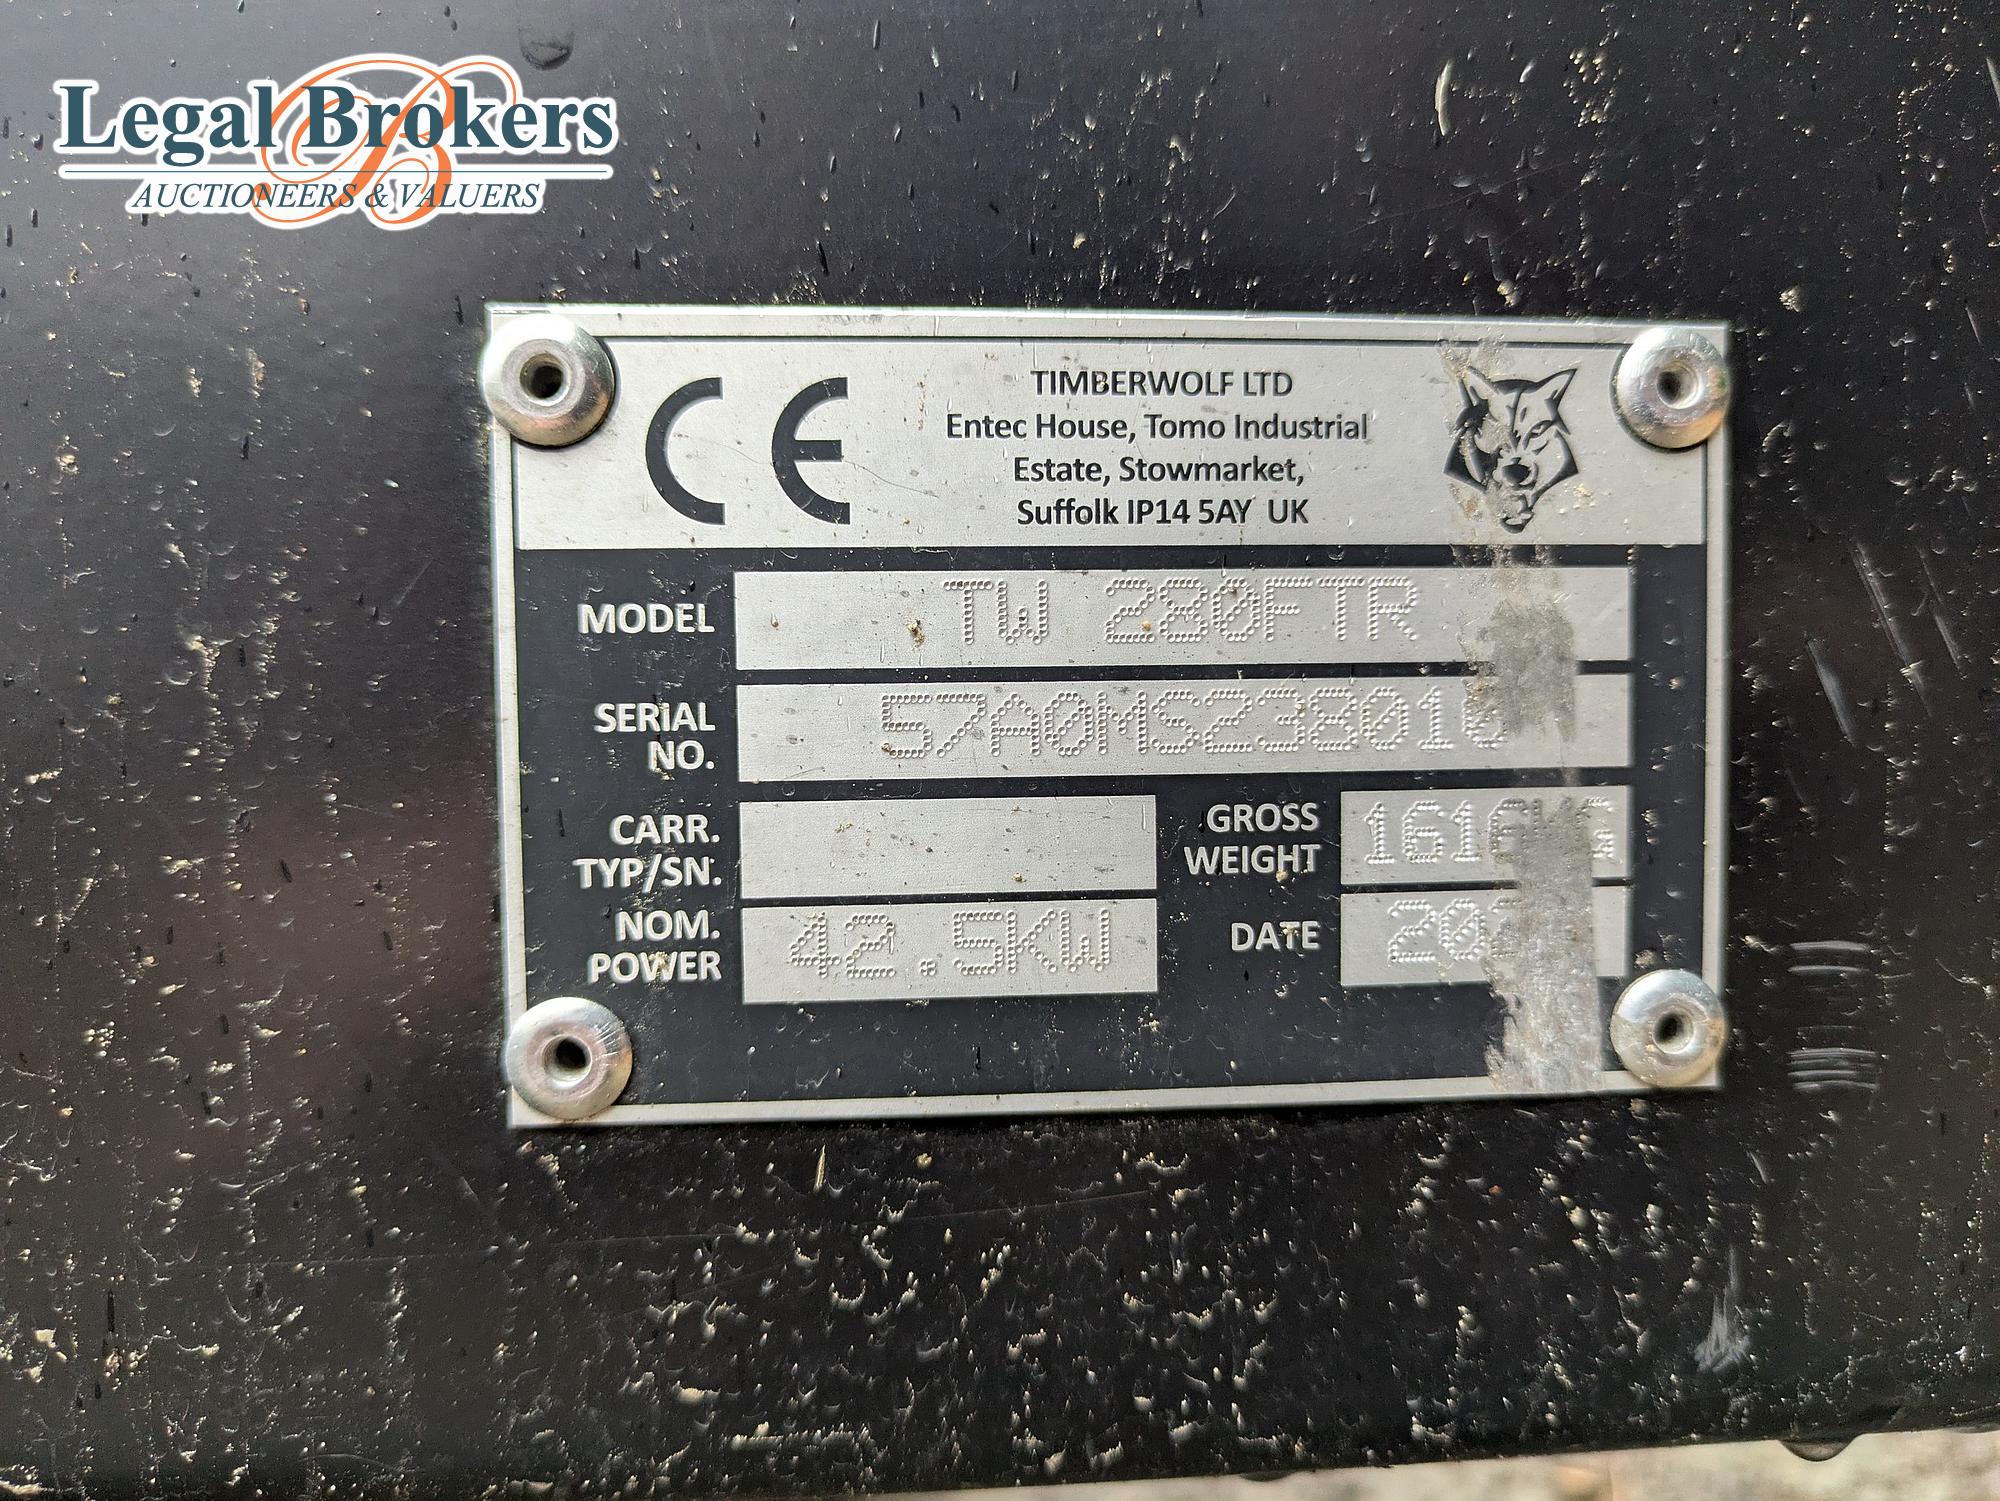 Legal Brokers
AUCTIONEERS & VALUERS
CE
TIMBERWOLF LTD
Entec House, Tomo Industrial
Estate, Stowmarket,
Suffolk IP14 5AY UK
MODEL TW 280FTR
SERIAL
NO.
CARR.
TYP/SN.
GROSS
WEIGHT
NOM.
POWER
42.5KW
DATE